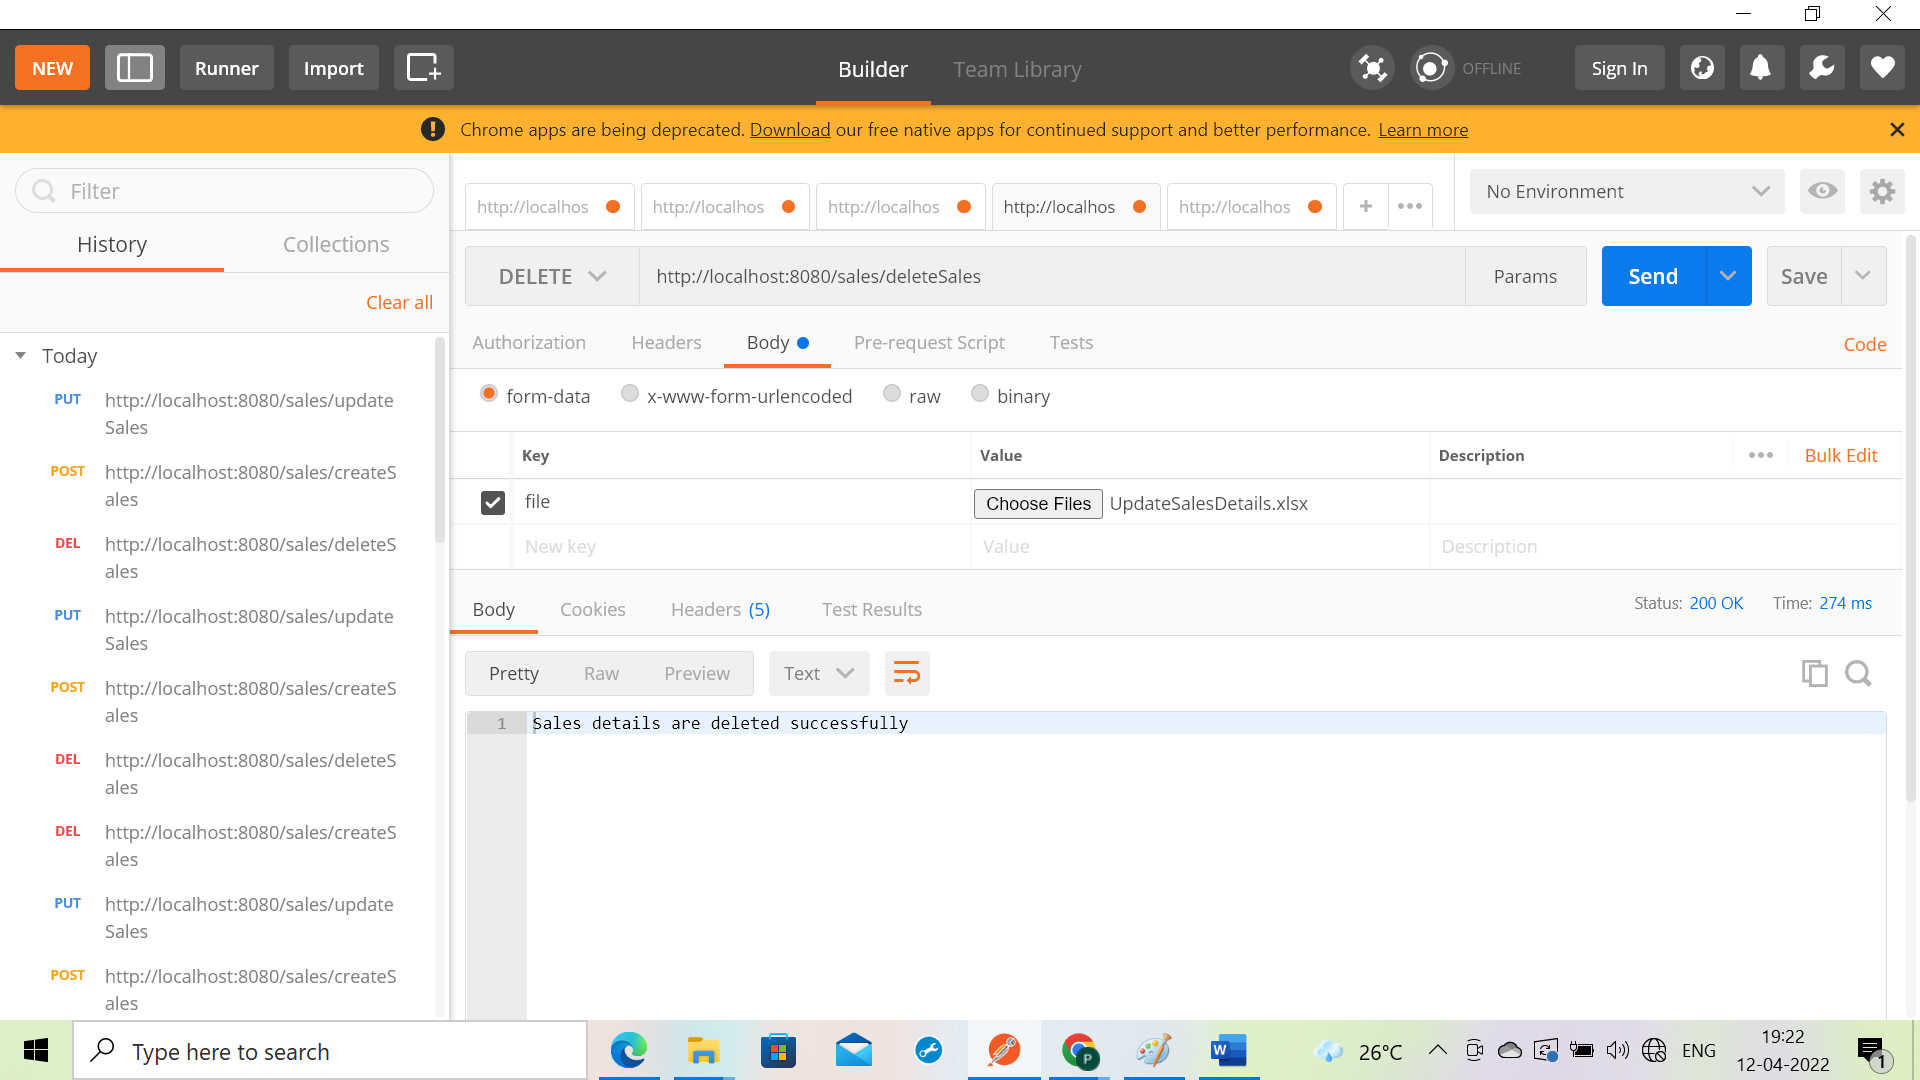 NEW
Runner
Import
Builder
Team Library
OFFLINE
Sign In
Chrome apps are being deprecated. Download our free native apps for continued support and better performance. Learn more
Filter
History
Collections
Clear all
Today
PUT http://localhost:8080/sales/update
Sales
POST http://localhost:8080/sales/createS
ales
DEL http://localhost:8080/sales/deleteS
ales
PUT http://localhost:8080/sales/update
Sales
POST http://localhost:8080/sales/createS
ales
DEL http://localhost:8080/sales/deleteS
ales
DEL http://localhost:8080/sales/createS
ales
PUT http://localhost:8080/sales/update
Sales
POST http://localhost:8080/sales/createS
ales
http://localhos
http://localhos
http://localhos
http://localhos
http://localhos
No Environment
DELETE
http://localhost:8080/sales/deleteSales
Params
Send
Save
Authorization
Headers
Body
Pre-request Script
Tests
Code
form-data
x-www-form-urlencoded
raw
binary
Key
Value
Description
Bulk Edit
file
Choose Files UpdateSalesDetails.xlsx
New key
Value
Description
Body
Cookies
Headers (5)
Test Results
Status: 200 OK
Time: 274 ms
Pretty
Raw
Preview
Text
1 Sales details are deleted successfully
Type here to search
W
P
26°C
ENG
19:22
12-04-2022
1